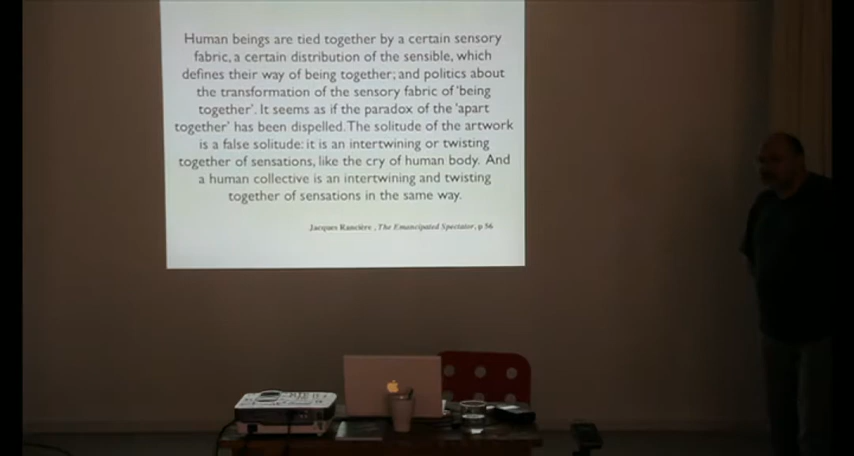 Human beings are tied together by a certain sensory
fabric, a certain distribution of the sensible, which
defines their way of being together; and politics about
the transformation of the sensory fabric of 'being
together'. It seems as if the paradox of the 'apart
together' has been dispelled. The solitude of the artwork
is a false solitude: it is an intertwining or twisting
together of sensations, like the cry of human body. And
a human collective is an intertwining and twisting
together of sensations in the same way.
Jacques Rancière , The Emancipated Spectator, p 56